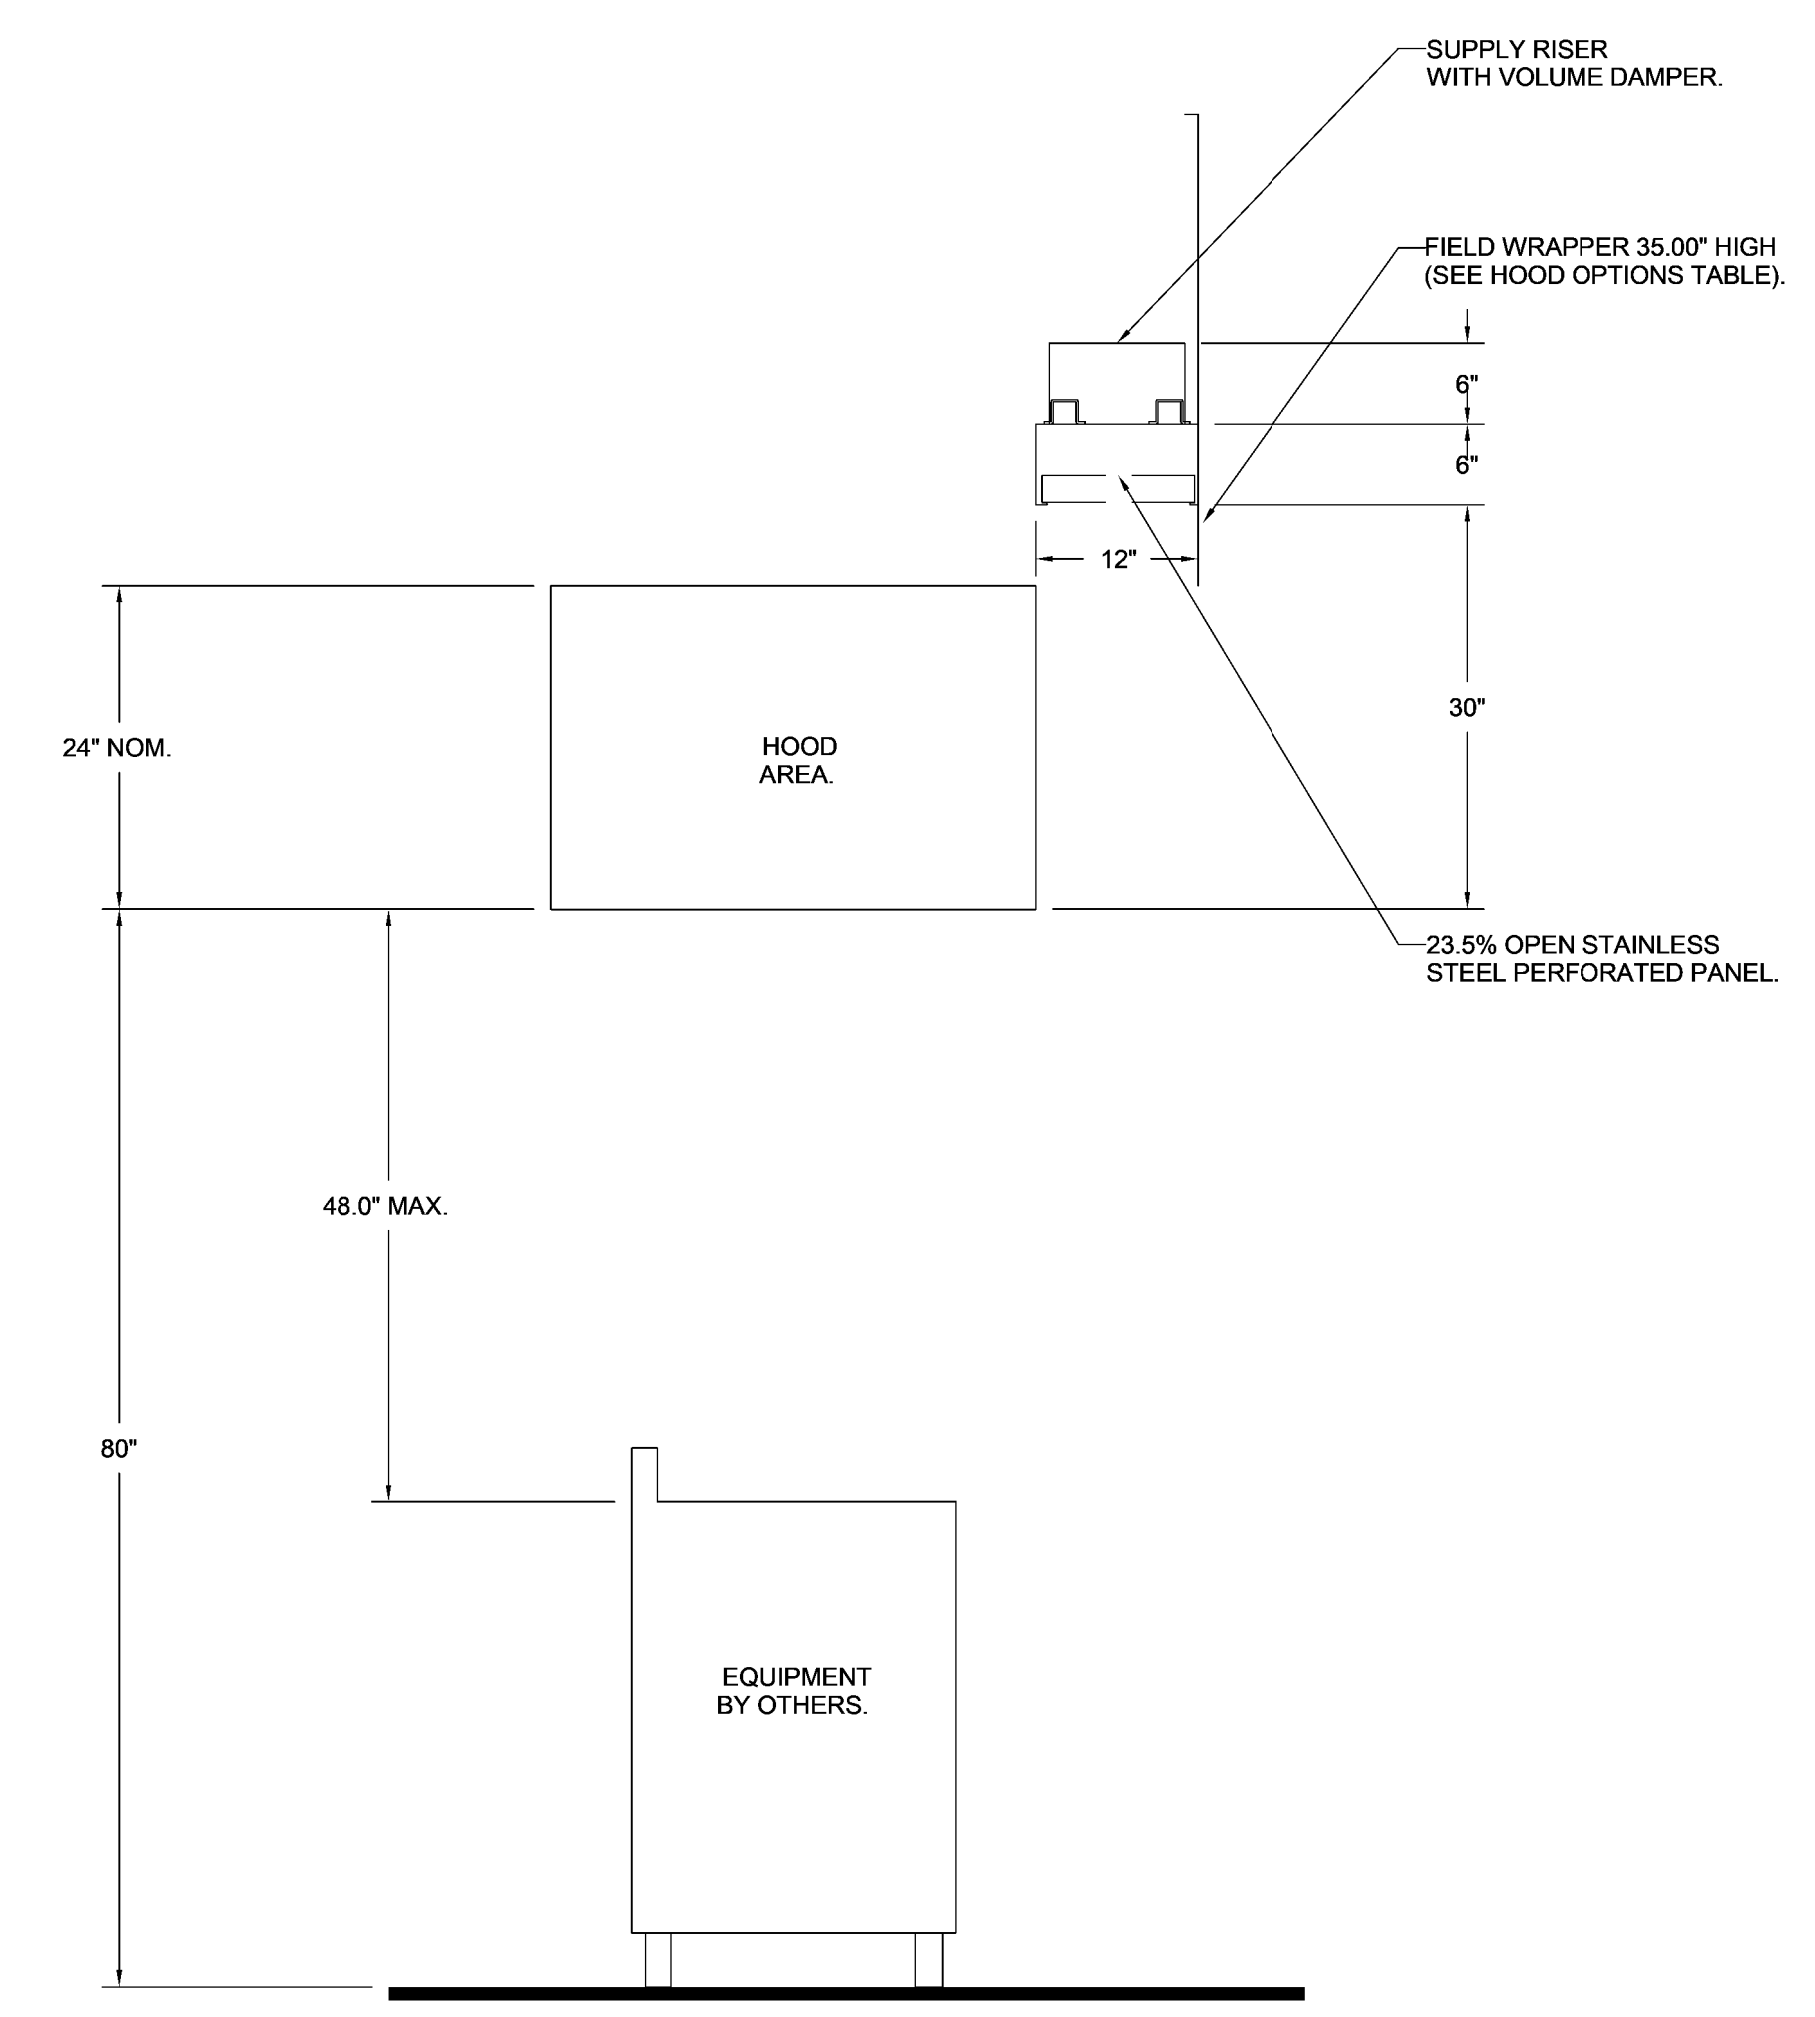 SUPPLY RISER
WITH VOLUME DAMPER.
FIELD WRAPPER 35.00" HIGH
(SEE HOOD OPTIONS TABLE).
6"
6"
12"
30"
24" NOM.
HOOD
AREA.
23.5% OPEN STAINLESS
STEEL PERFORATED PANEL.
48.0" MAX.
80"
EQUIPMENT
BY OTHERS.